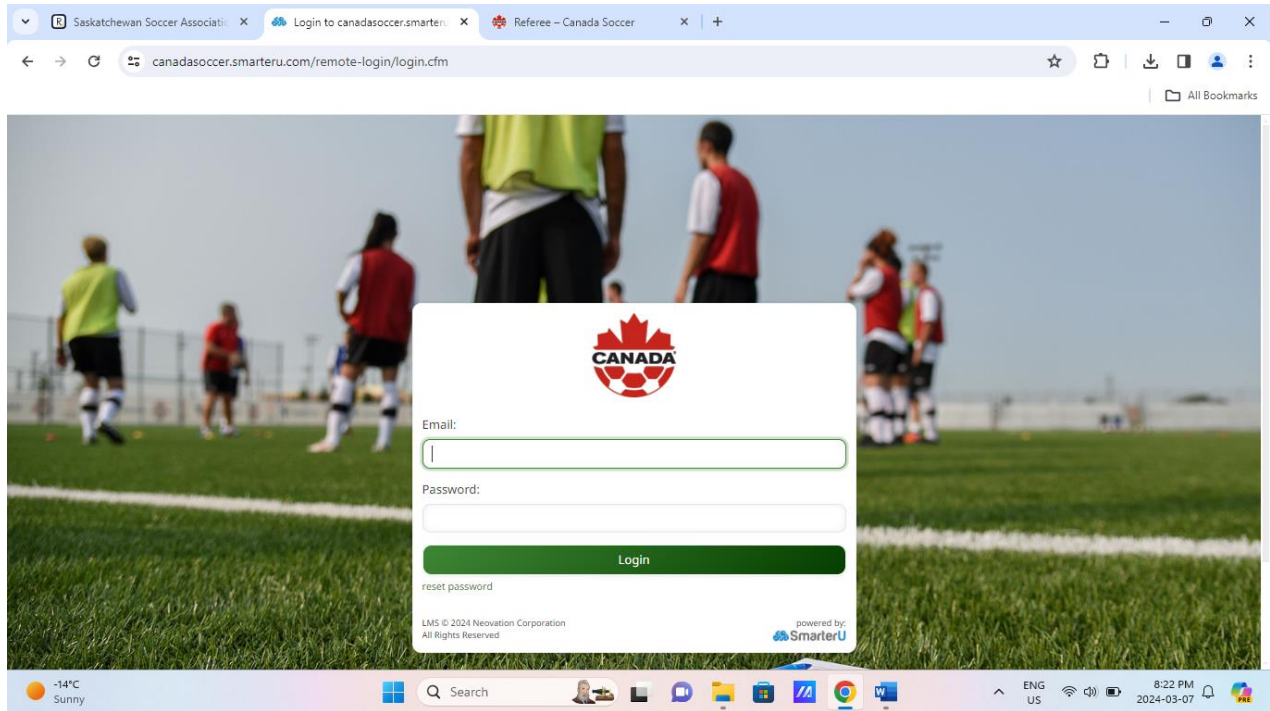 Saskatchewan Soccer Associatio
Login to canadasoccer.smarteru
Referee – Canada Soccer
canadasoccer.smarteru.com/remote-login/login.cfm
All Bookmarks
CANADA
Email:
Password:
Login
reset password
LMS © 2024 Neovation Corporation
All Rights Reserved
powered by:
SmarterU
-14°C
Sunny
Search
ENG
US
8:22 PM
2024-03-07
PRE